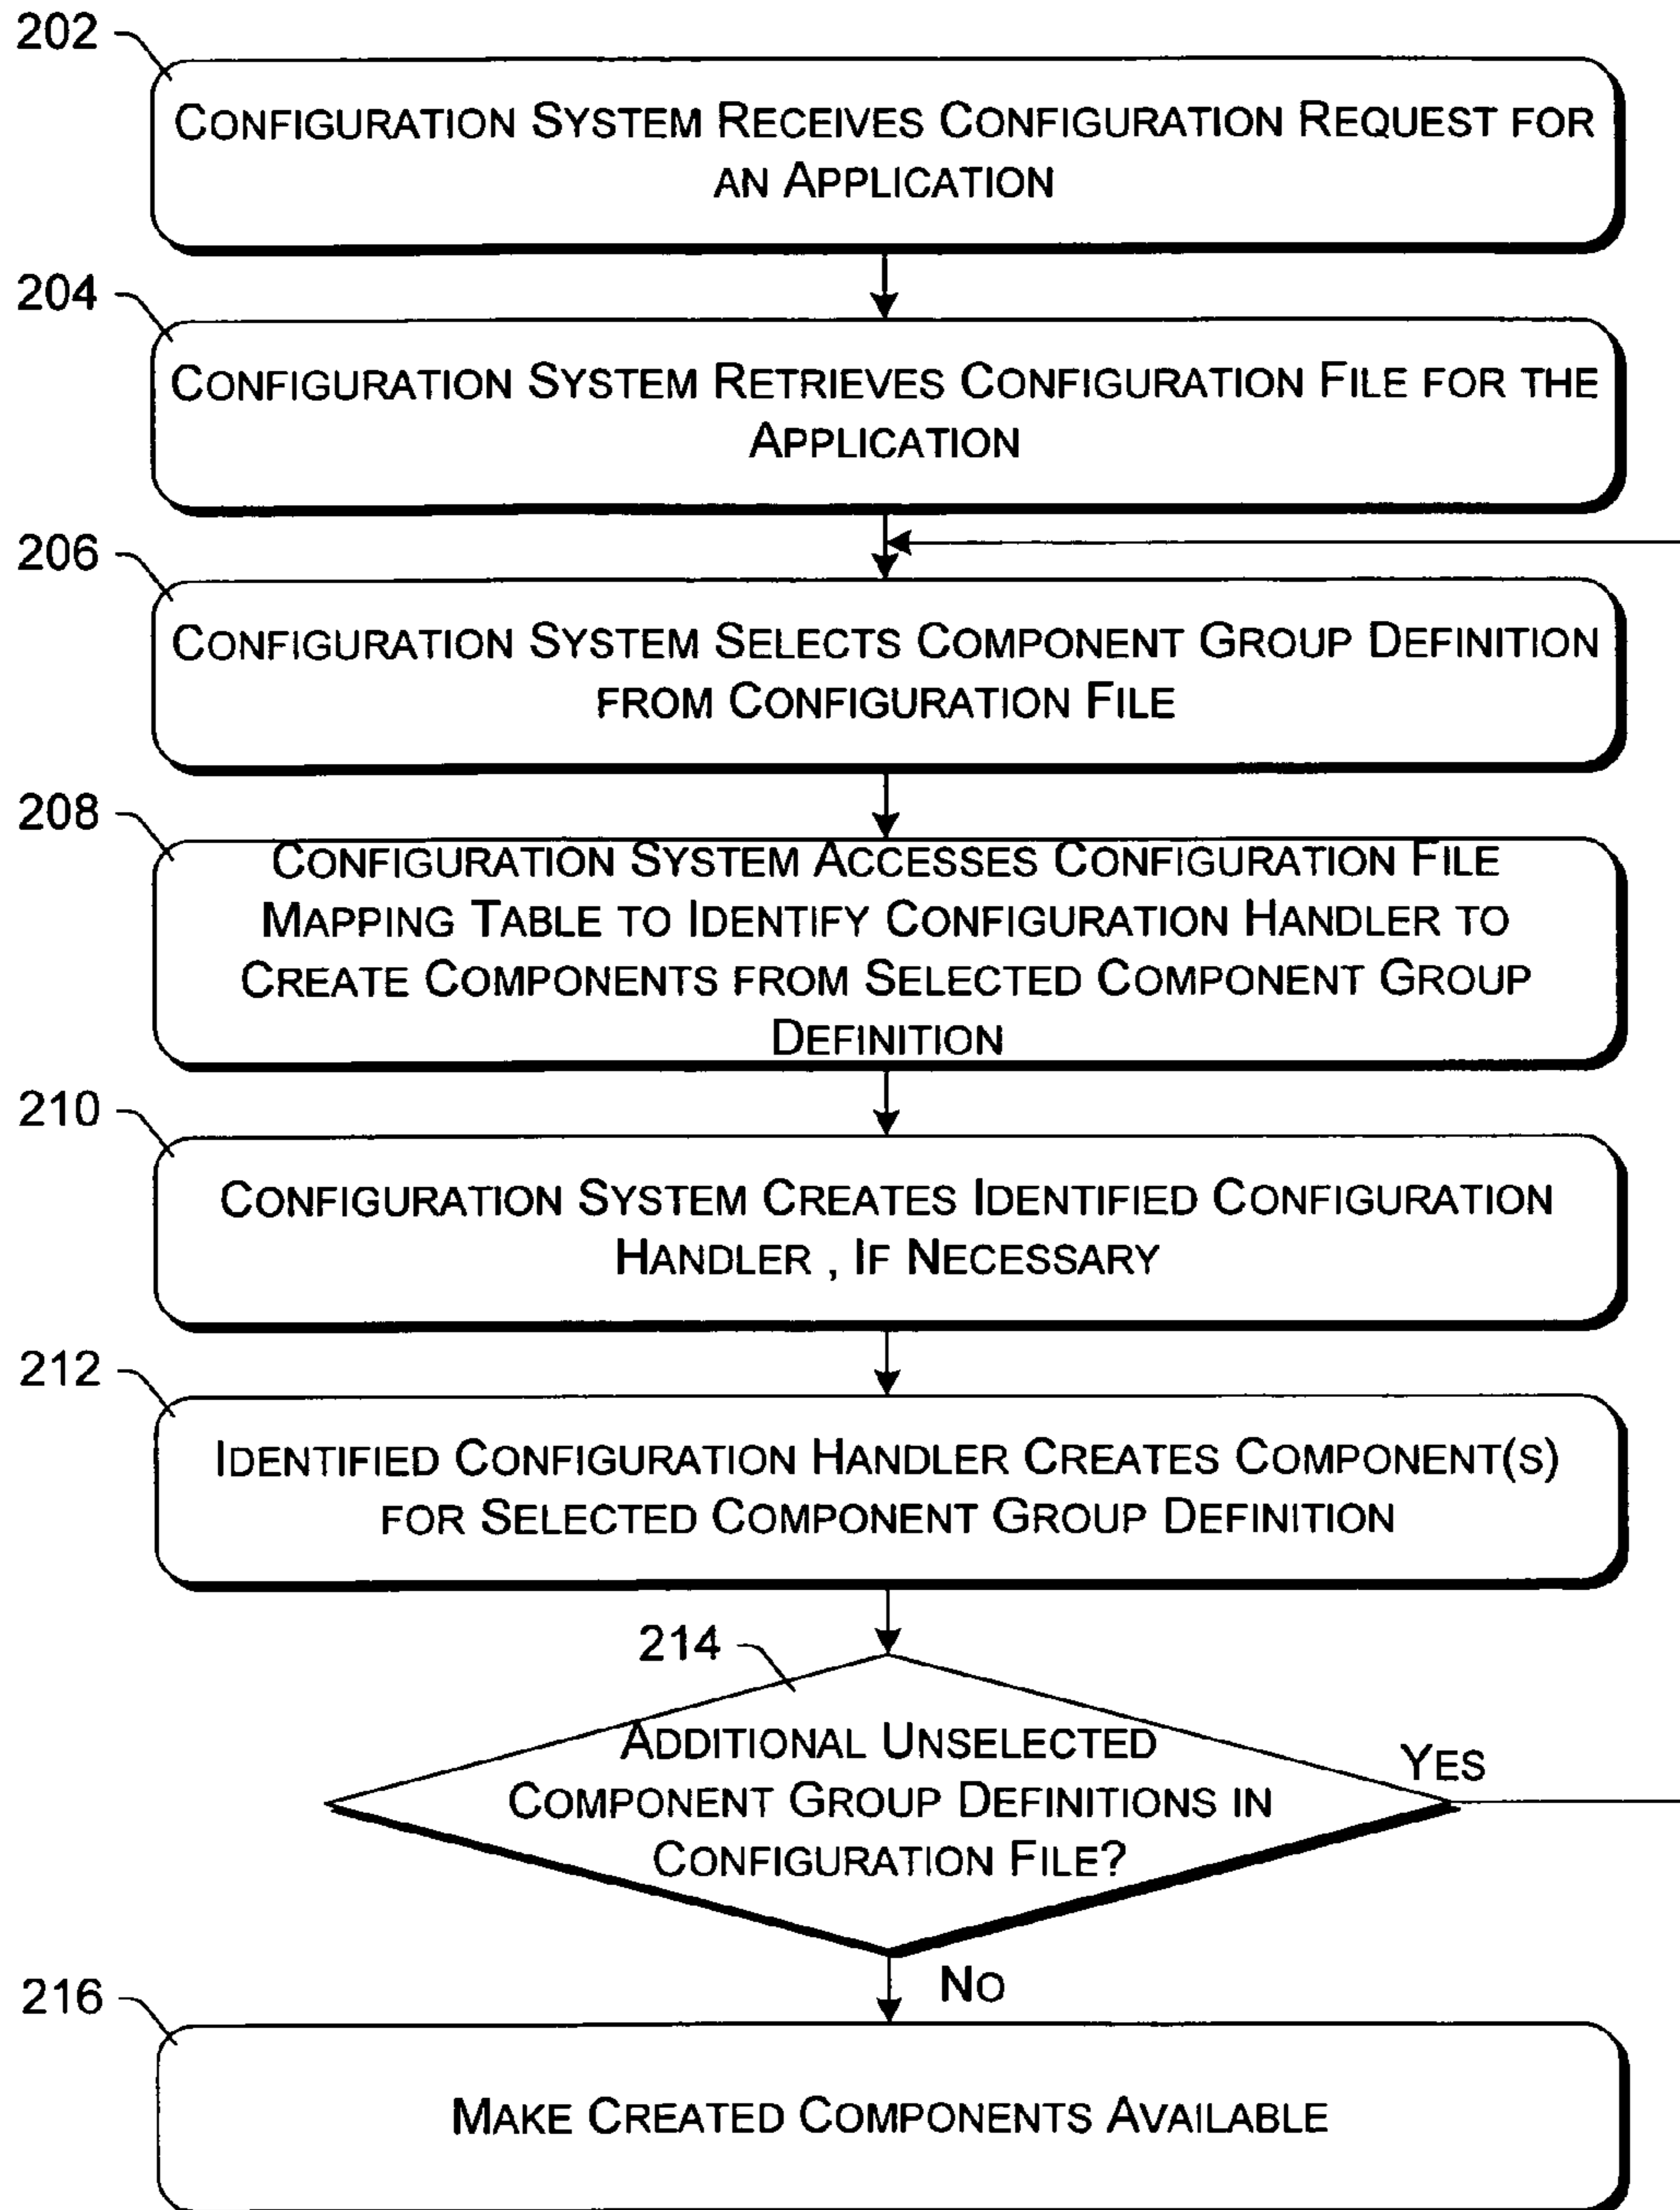 202
CONFIGURATION SYSTEM RECEIVES CONFIGURATION REQUEST FOR
AN APPLICATION
204
CONFIGURATION SYSTEM RETRIEVES CONFIGURATION FILE FOR THE
APPLICATION
206
CONFIGURATION SYSTEM SELECTS COMPONENT GROUP DEFINITION
FROM CONFIGURATION FILE
208
CONFIGURATION SYSTEM ACCESSES CONFIGURATION FILE
MAPPING TABLE TO IDENTIFY CONFIGURATION HANDLER TO
CREATE COMPONENTS FROM SELECTED COMPONENT GROUP
DEFINITION
210
CONFIGURATION SYSTEM CREATES IDENTIFIED CONFIGURATION
HANDLER , IF NECESSARY
212
IDENTIFIED CONFIGURATION HANDLER CREATES COMPONENT(S)
FOR SELECTED COMPONENT GROUP DEFINITION
214
ADDITIONAL UNSELECTED
COMPONENT GROUP DEFINITIONS IN
CONFIGURATION FILE?
YES
NO
216
MAKE CREATED COMPONENTS AVAILABLE